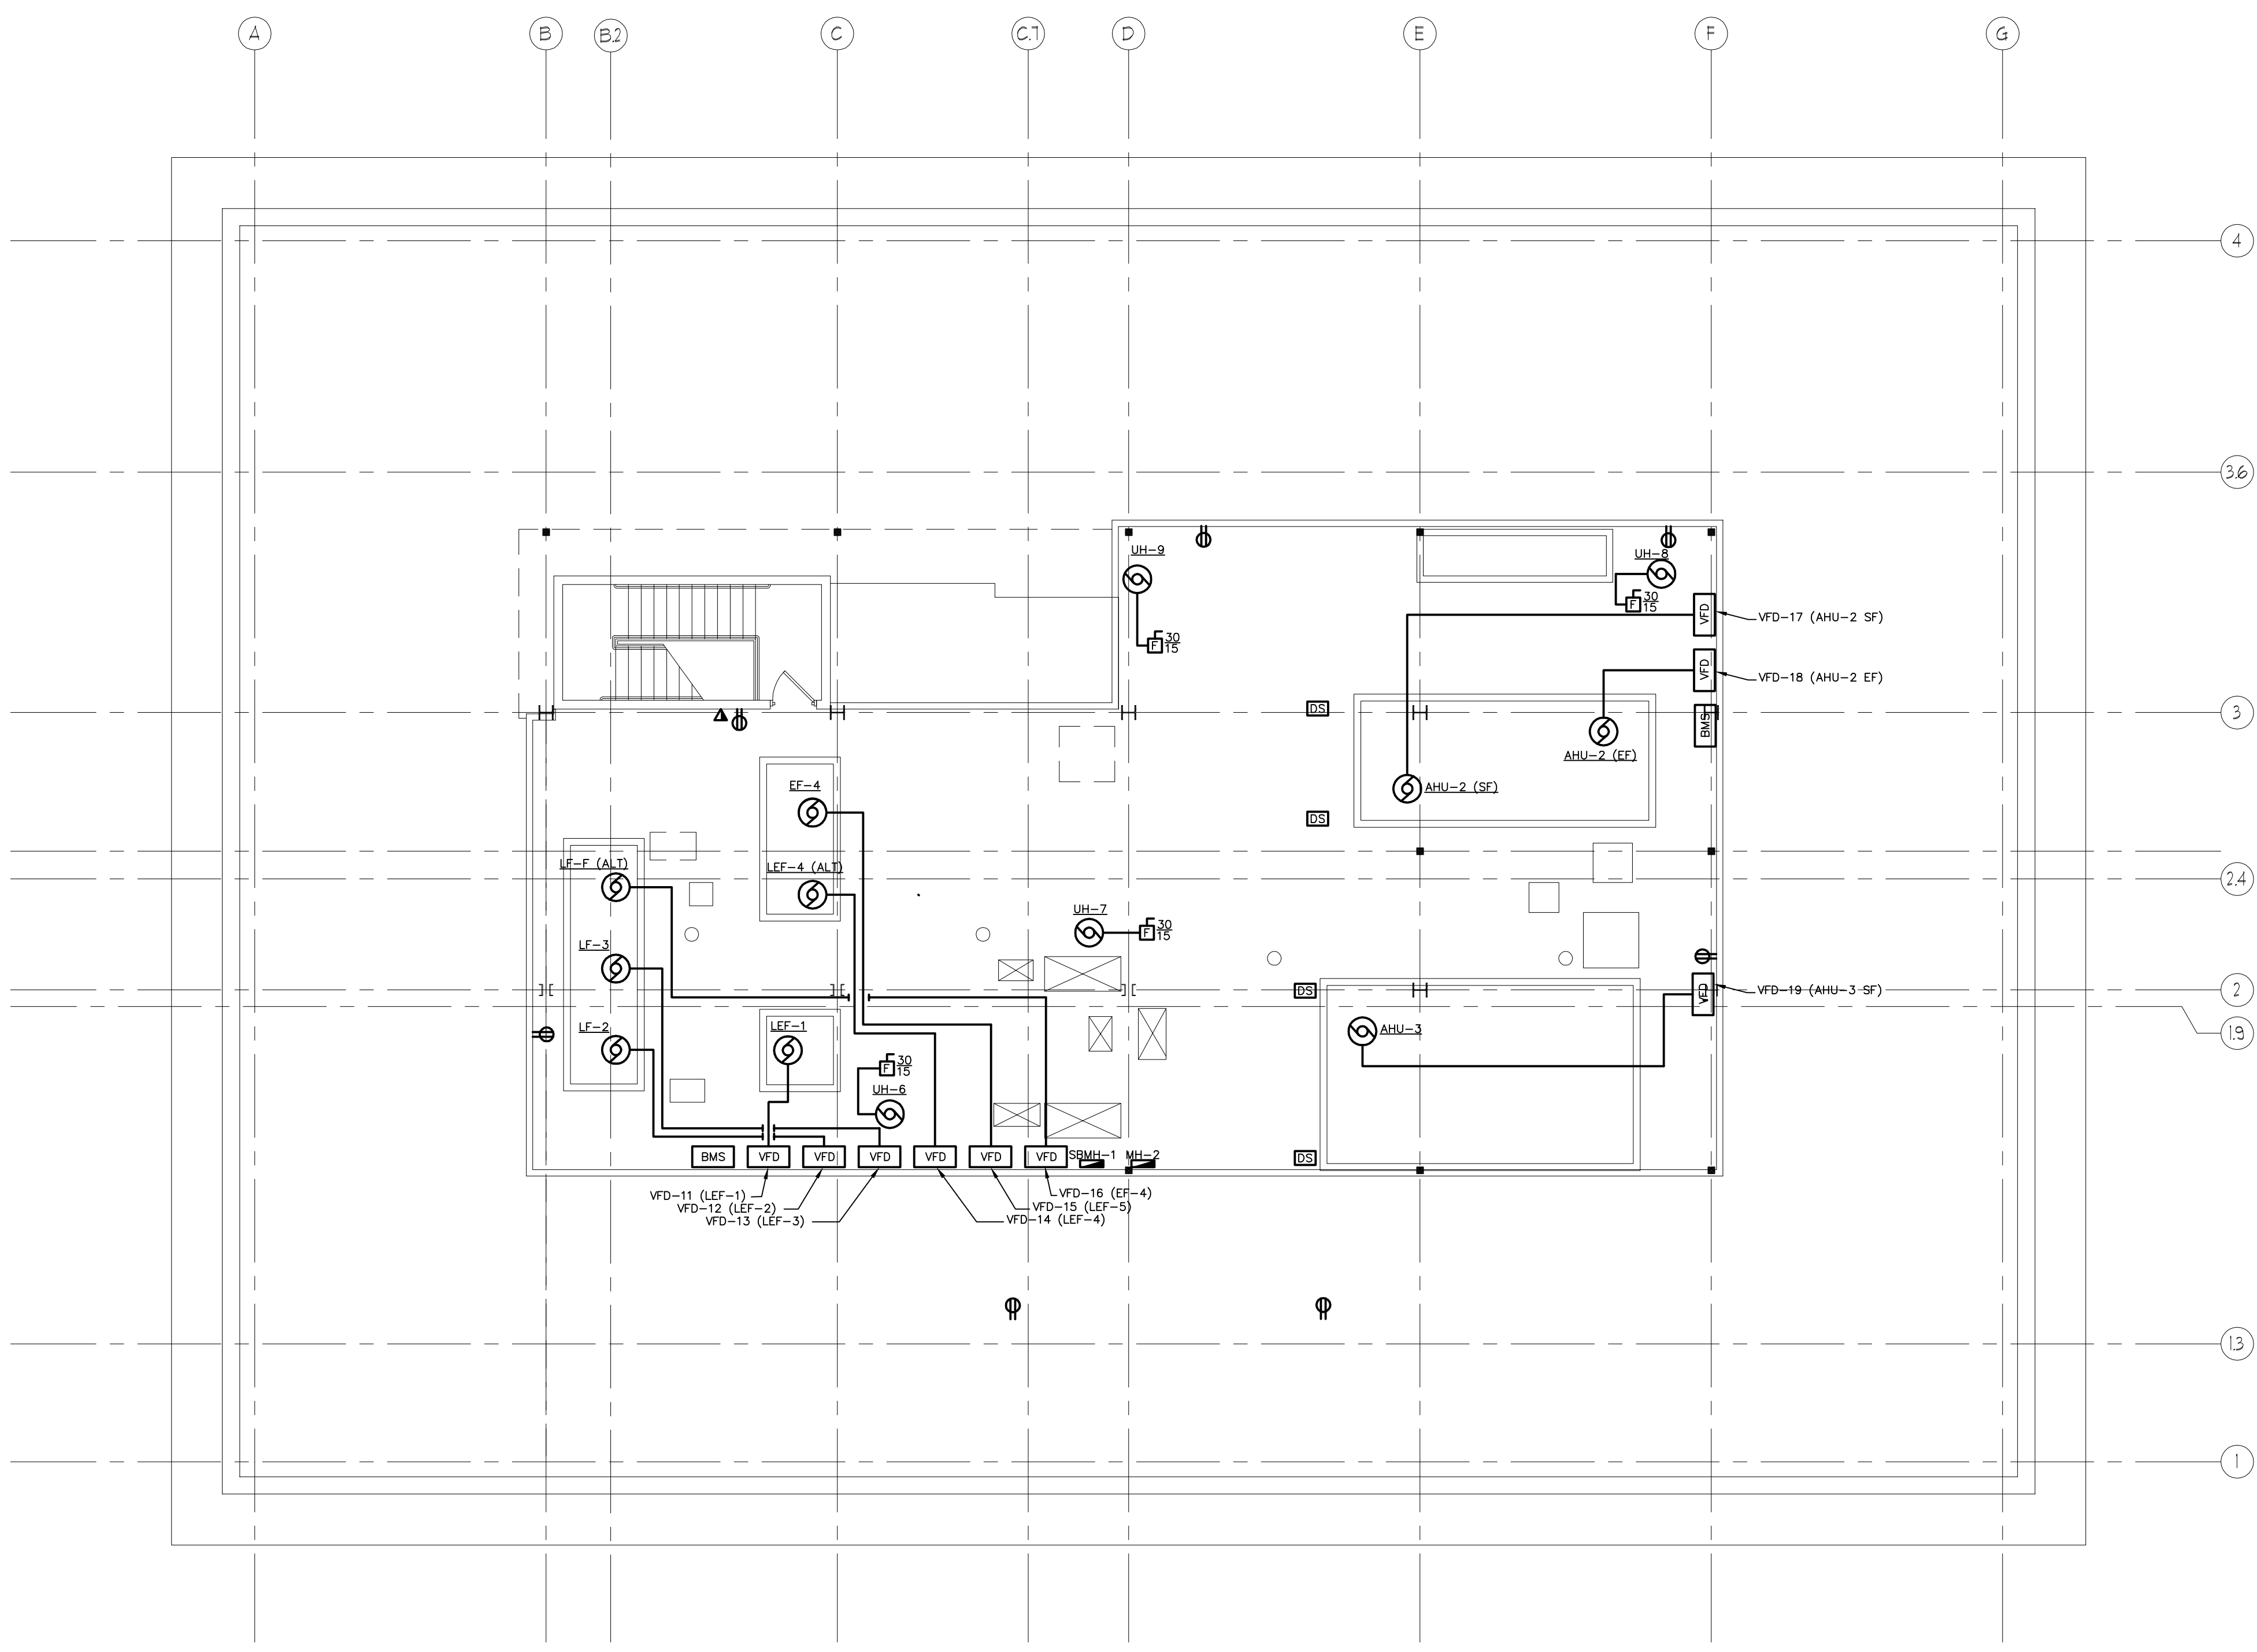 A
B
B.2
C
C.7
D
E
F
G
4
3.6
UH-9
UH-8
F 30
15
VFD
VFD-17 (AHU-2 SF)
F 30
15
VFD
VFD-18 (AHU-2 EF)
DS
BMS
3
AHU-2 (EF)
EF-4
AHU-2 (SF)
DS
LF-F (ALT)
LEF-4 (ALT)
2.4
UH-7
F 30
15
LF-3
DS
VFD
VFD-19 (AHU-3 SF)
2
LF-2
LEF-1
AHU-3
1.9
F 30
15
UH-6
BMS
VFD
VFD
VFD
VFD
VFD
VFD
SBMH-1
MH-2
DS
VFD-11 (LEF-1)
VFD-16 (EF-4)
VFD-12 (LEF-2)
VFD-15 (LEF-5)
VFD-13 (LEF-3)
VFD-14 (LEF-4)
1.3
1